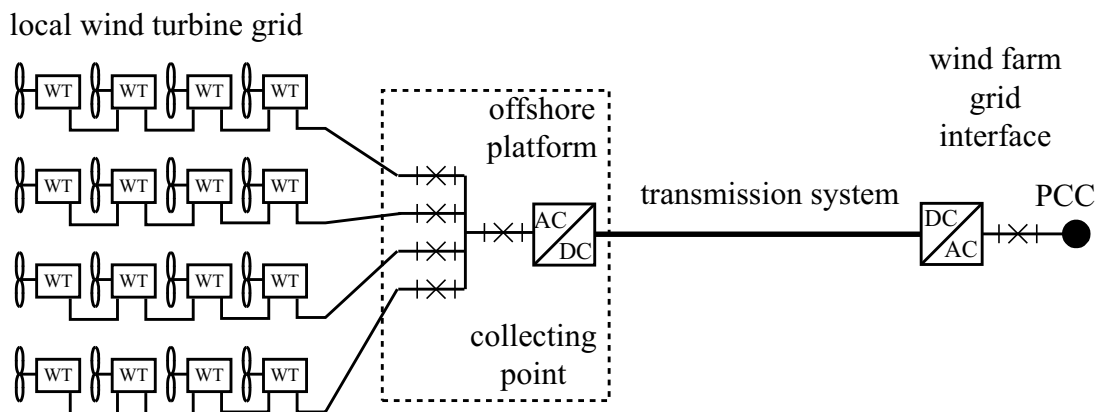 local wind turbine grid
WT WT WT WT
offshore
platform
wind farm
grid
interface
WT WT WT WT
transmission system
PCC
AC
DC
DC
AC
WT WT WT WT
collecting
point
WT WT WT WT